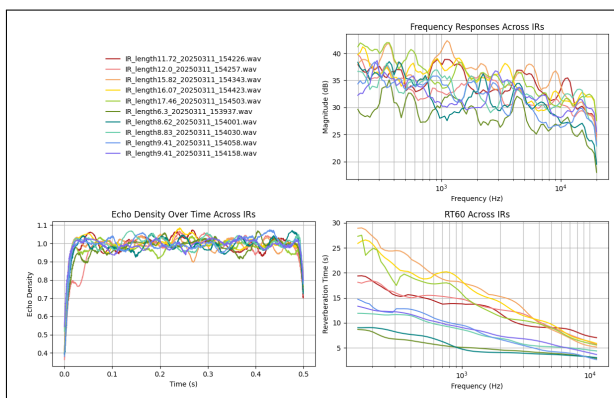 Frequency Responses Across IRs
IR_length11.72_20250311_154226.wav
IR_length12.0_20250311_154257.wav
IR_length15.82_20250311_154343.wav
IR_length16.07_20250311_154423.wav
IR_length17.46_20250311_154503.wav
IR_length6.3_20250311_153937.wav
IR_length8.62_20250311_154001.wav
IR_length8.83_20250311_154030.wav
IR_length9.41_20250311_154058.wav
IR_length9.41_20250311_154158.wav
Magnitude (dB)
40
35
30
25
20
10³
10⁴
Frequency (Hz)
Echo Density Over Time Across IRs
Echo Density
1.1
1.0
0.9
0.8
0.7
0.6
0.5
0.4
0.0
0.1
0.2
0.3
0.4
0.5
Time (s)
RT60 Across IRs
Reverberation Time (s)
30
25
20
15
10
5
10³
10⁴
Frequency (Hz)